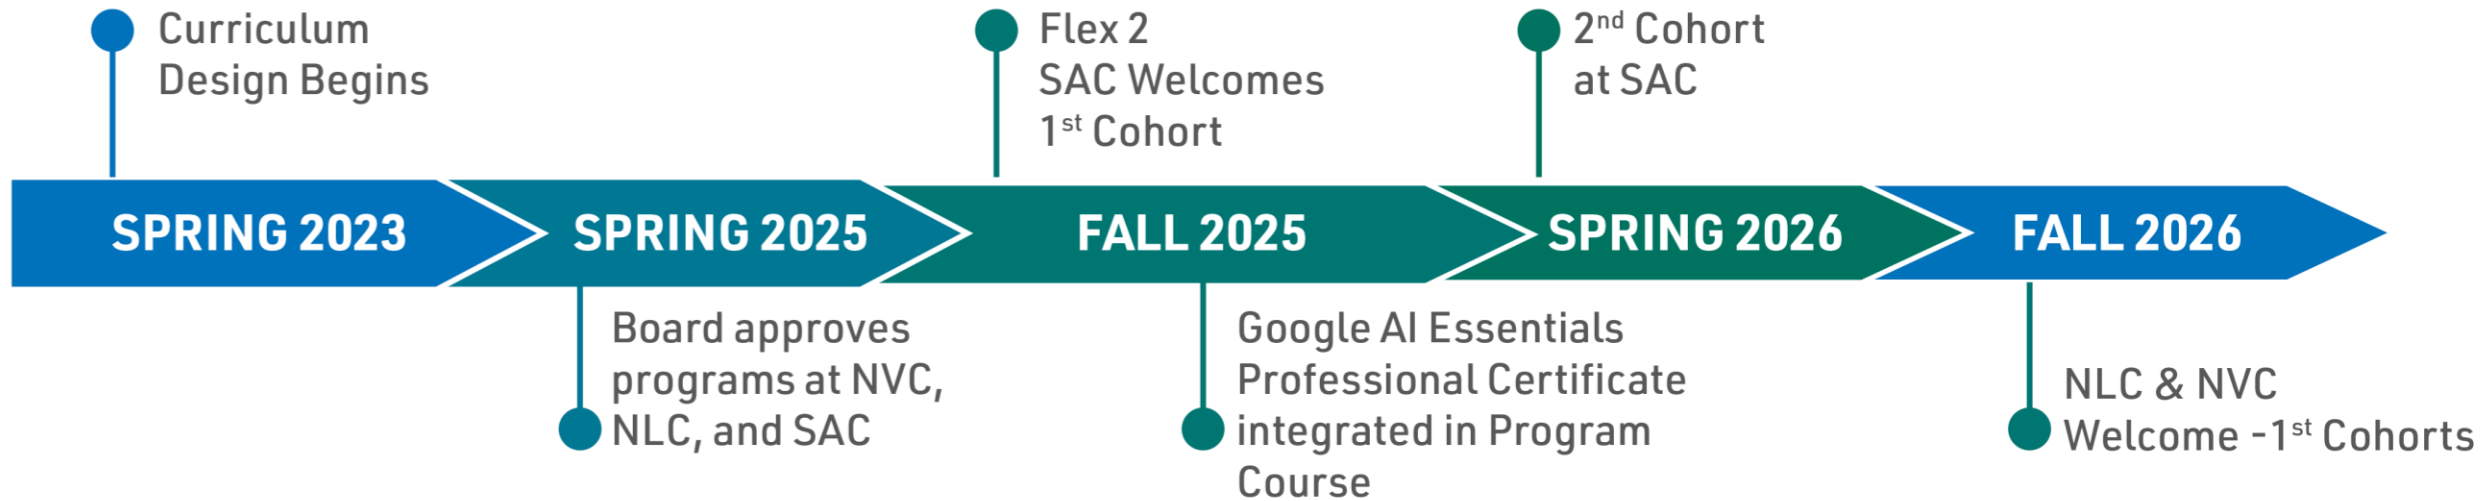 Curriculum
Design Begins
Flex 2
SAC Welcomes
1st Cohort
2nd Cohort
at SAC
SPRING 2023
SPRING 2025
FALL 2025
SPRING 2026
FALL 2026
Board approves
programs at NVC,
NLC, and SAC
Google AI Essentials
Professional Certificate
integrated in Program
Course
NLC & NVC
Welcome -1st Cohorts